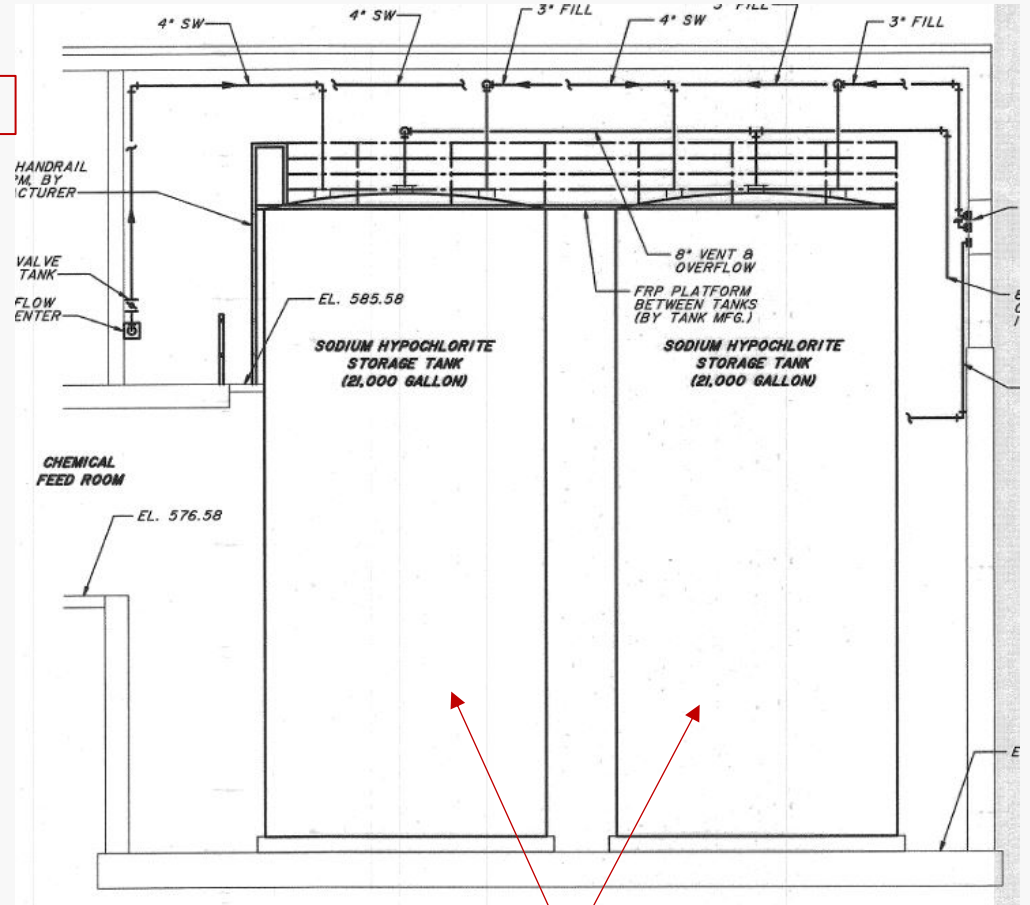 4" SW
4" SW
3" FILL
4" SW
FILL
3" FILL
HANDRAIL
BY
VALVE
TANK
FLOW
EL. 585.58
8" VENT &
OVERFLOW
FRP PLATFORM
BETWEEN TANKS
(BY TANK MFG.)
SODIUM HYPOCHLORITE
STORAGE TANK
(21,000 GALLON)
SODIUM HYPOCHLORITE
STORAGE TANK
(21,000 GALLON)
CHEMICAL
FEED ROOM
EL. 576.58